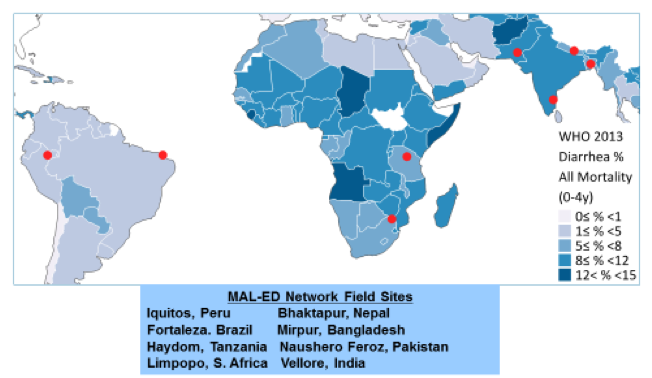 WHO 2013
Diarrhea %
All Mortality
(0-4y)
0≤ % <1
1≤ % <5
5≤ % <8
8≤ % <12
12< % <15
MAL-ED Network Field Sites
Iquitos, Peru Bhaktapur, Nepal
Fortaleza. Brazil Mirpur, Bangladesh
Haydom, Tanzania Naushero Feroz, Pakistan
Limpopo, S. Africa Vellore, India